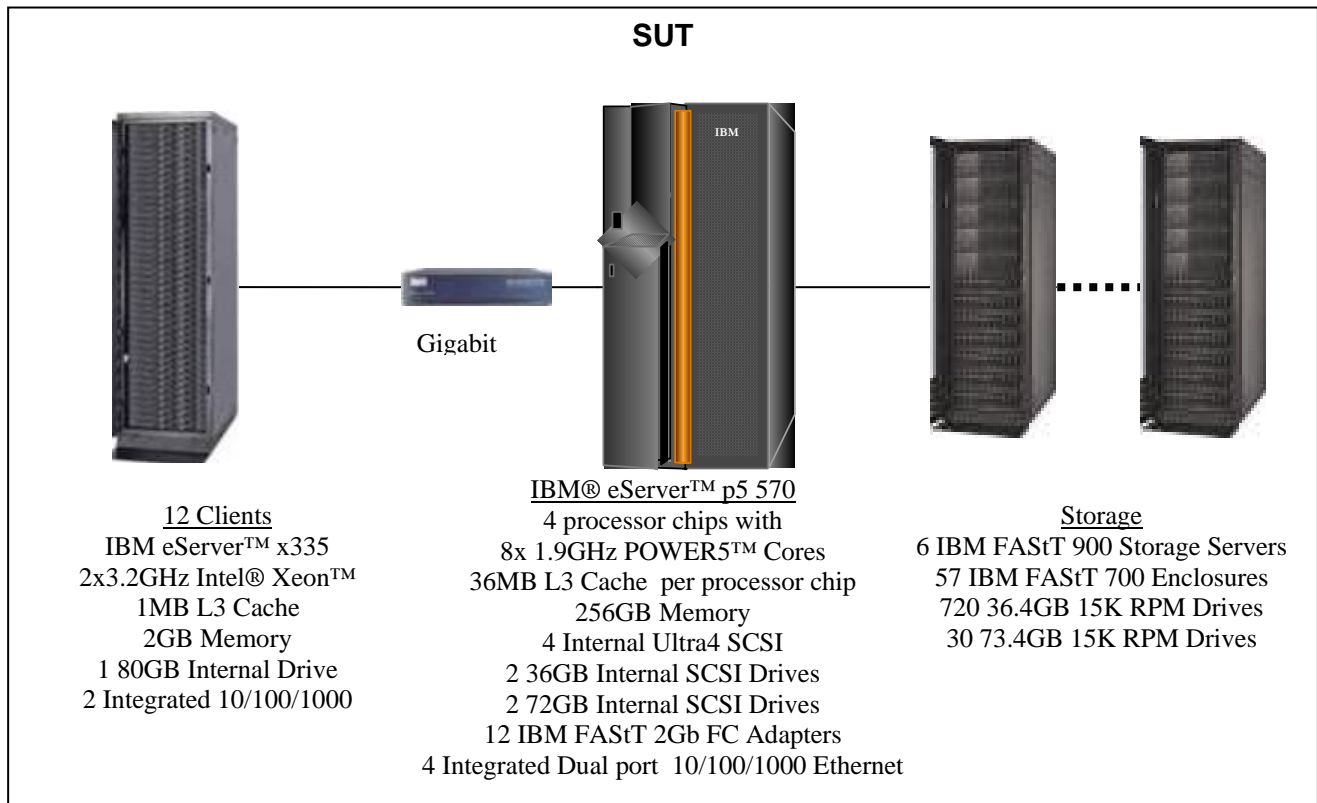 SUT
IBM
Gigabit
12 Clients
IBM eServer™ x335
2x3.2GHz Intel® Xeon™
1MB L3 Cache
2GB Memory
1 80GB Internal Drive
2 Integrated 10/100/1000
IBM® eServer™ p5 570
4 processor chips with
8x 1.9GHz POWER5™ Cores
36MB L3 Cache per processor chip
256GB Memory
4 Internal Ultra4 SCSI
2 36GB Internal SCSI Drives
2 72GB Internal SCSI Drives
12 IBM FAStT 2Gb FC Adapters
4 Integrated Dual port 10/100/1000 Ethernet
Storage
6 IBM FAStT 900 Storage Servers
57 IBM FAStT 700 Enclosures
720 36.4GB 15K RPM Drives
30 73.4GB 15K RPM Drives